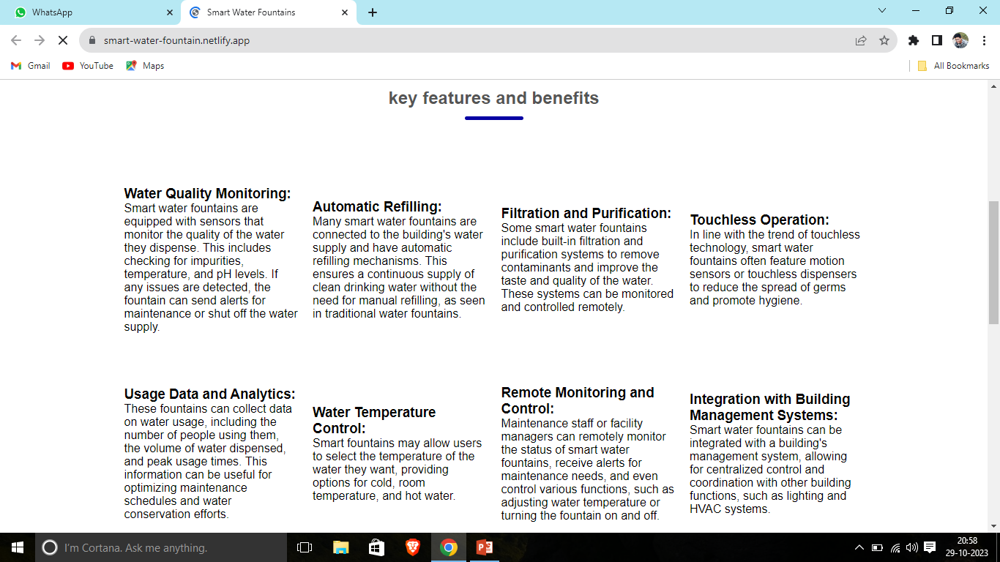 WhatsApp
Smart Water Fountains
smart-water-fountain.netlify.app
Gmail
YouTube
Maps
All Bookmarks
key features and benefits
Water Quality Monitoring:
Smart water fountains are
equipped with sensors that
monitor the quality of the water
they dispense. This includes
checking for impurities,
temperature, and pH levels. If
any issues are detected, the
fountain can send alerts for
maintenance or shut off the water
supply.
Automatic Refilling:
Many smart water fountains are
connected to the building's water
supply and have automatic
refilling mechanisms. This
ensures a continuous supply of
clean drinking water without the
need for manual refilling, as seen
in traditional water fountains.
Filtration and Purification:
Some smart water fountains
include built-in filtration and
purification systems to remove
contaminants and improve the
taste and quality of the water.
These systems can be monitored
and controlled remotely.
Touchless Operation:
In line with the trend of touchless
technology, smart water
fountains often feature motion
sensors or touchless dispensers
to reduce the spread of germs
and promote hygiene.
Usage Data and Analytics:
These fountains can collect data
on water usage, including the
number of people using them,
the volume of water dispensed,
and peak usage times. This
information can be useful for
optimizing maintenance
schedules and water
conservation efforts.
Water Temperature
Control:
Smart fountains may allow users
to select the temperature of the
water they want, providing
options for cold, room
temperature, and hot water.
Remote Monitoring and
Control:
Maintenance staff or facility
managers can remotely monitor
the status of smart water
fountains, receive alerts for
maintenance needs, and even
control various functions, such as
adjusting water temperature or
turning the fountain on and off.
Integration with Building
Management Systems:
Smart water fountains can be
integrated with a building's
management system, allowing
for centralized control and
coordination with other building
functions, such as lighting and
HVAC systems.
I'm Cortana. Ask me anything.
20:58
29-10-2023